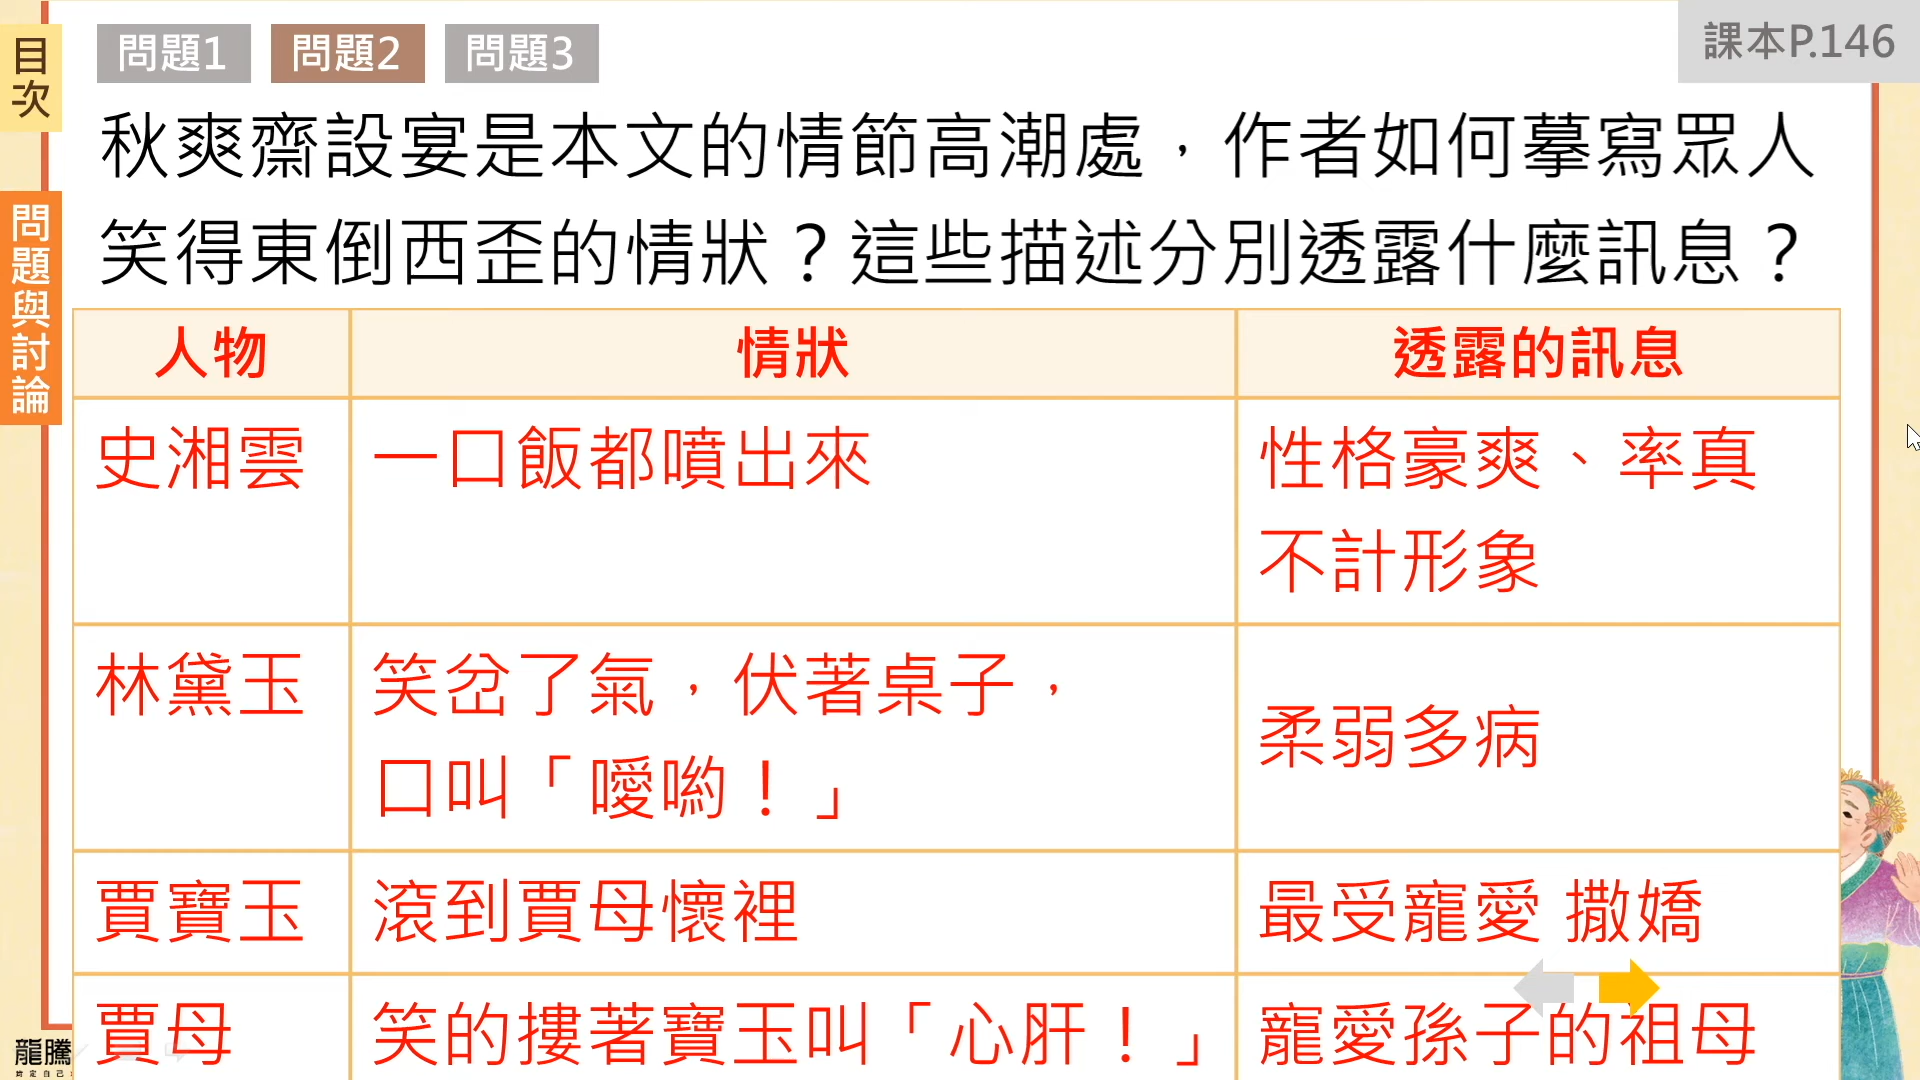 目次
問題1 問題2 問題3
課本P.146
問題與討論
秋爽齋設宴是本文的情節高潮處，作者如何摹寫眾人
笑得東倒西歪的情狀？這些描述分別透露什麼訊息？
人物 情狀 透露的訊息
史湘雲 一口飯都噴出來 性格豪爽、率真
不計形象
林黛玉 笑岔了氣，伏著桌子，
口叫「噯喲！」
柔弱多病
賈寶玉 滾到賈母懷裡 最受寵愛 撒嬌
賈母 笑的摟著寶玉叫「心肝！」 寵愛孫子的祖母
龍騰
肯定自己